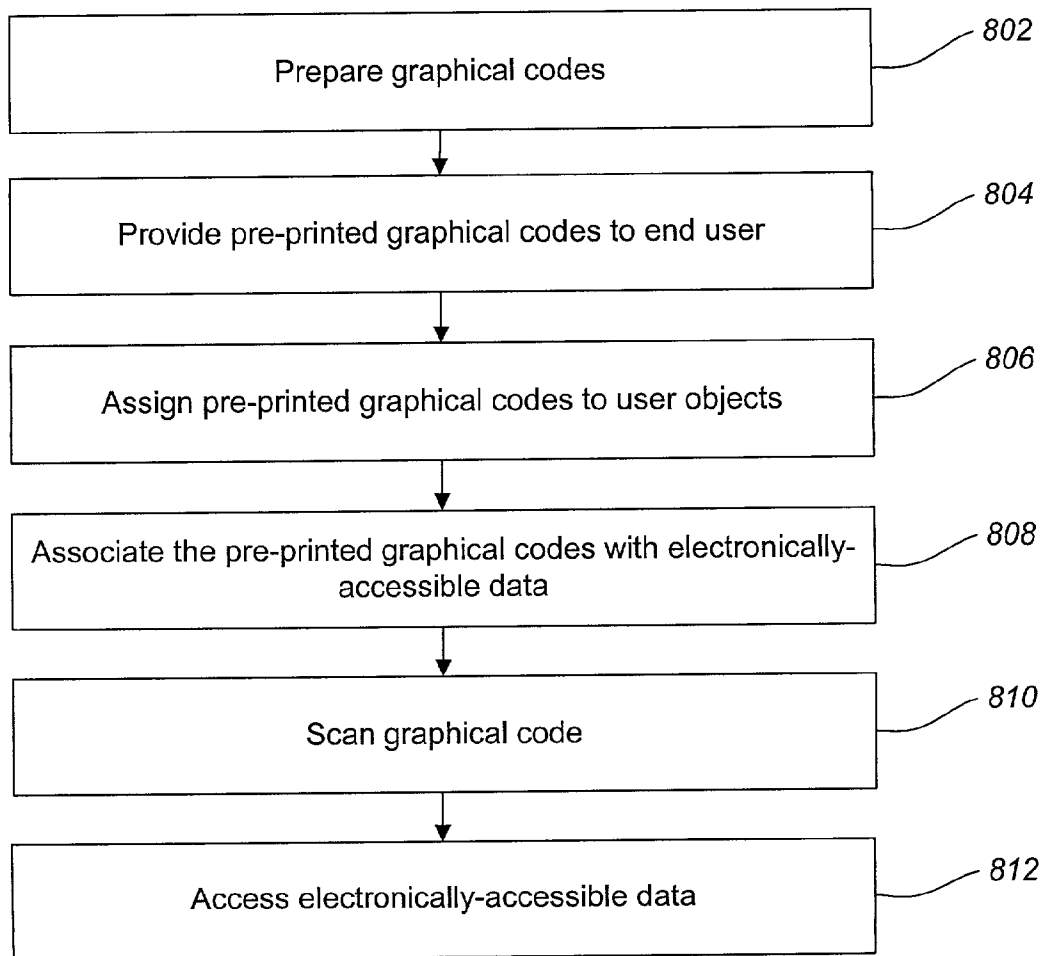 802
Prepare graphical codes
804
Provide pre-printed graphical codes to end user
806
Assign pre-printed graphical codes to user objects
808
Associate the pre-printed graphical codes with electronically-
accessible data
810
Scan graphical code
812
Access electronically-accessible data